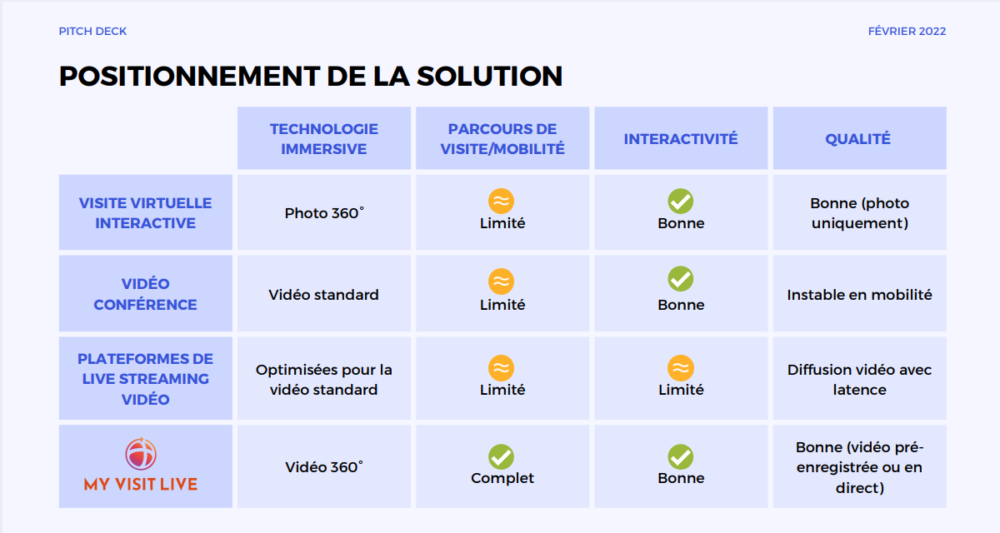 PITCH DECK
FÉVRIER 2022
POSITIONNEMENT DE LA SOLUTION
TECHNOLOGIE
IMMERSIVE
PARCOURS DE
VISITE/MOBILITÉ
INTERACTIVITÉ
QUALITÉ
VISITE VIRTUELLE
INTERACTIVE
Photo 360°
Limité
Bonne
Bonne (photo
uniquement)
VIDÉO
CONFÉRENCE
Vidéo standard
Limité
Bonne
Instable en mobilité
PLATEFORMES DE
LIVE STREAMING
VIDÉO
Optimisées pour la
vidéo standard
Limité
Limité
Diffusion vidéo avec
latence
MY VISIT LIVE
Vidéo 360°
Complet
Bonne
Bonne (vidéo pré-
enregistrée ou en
direct)